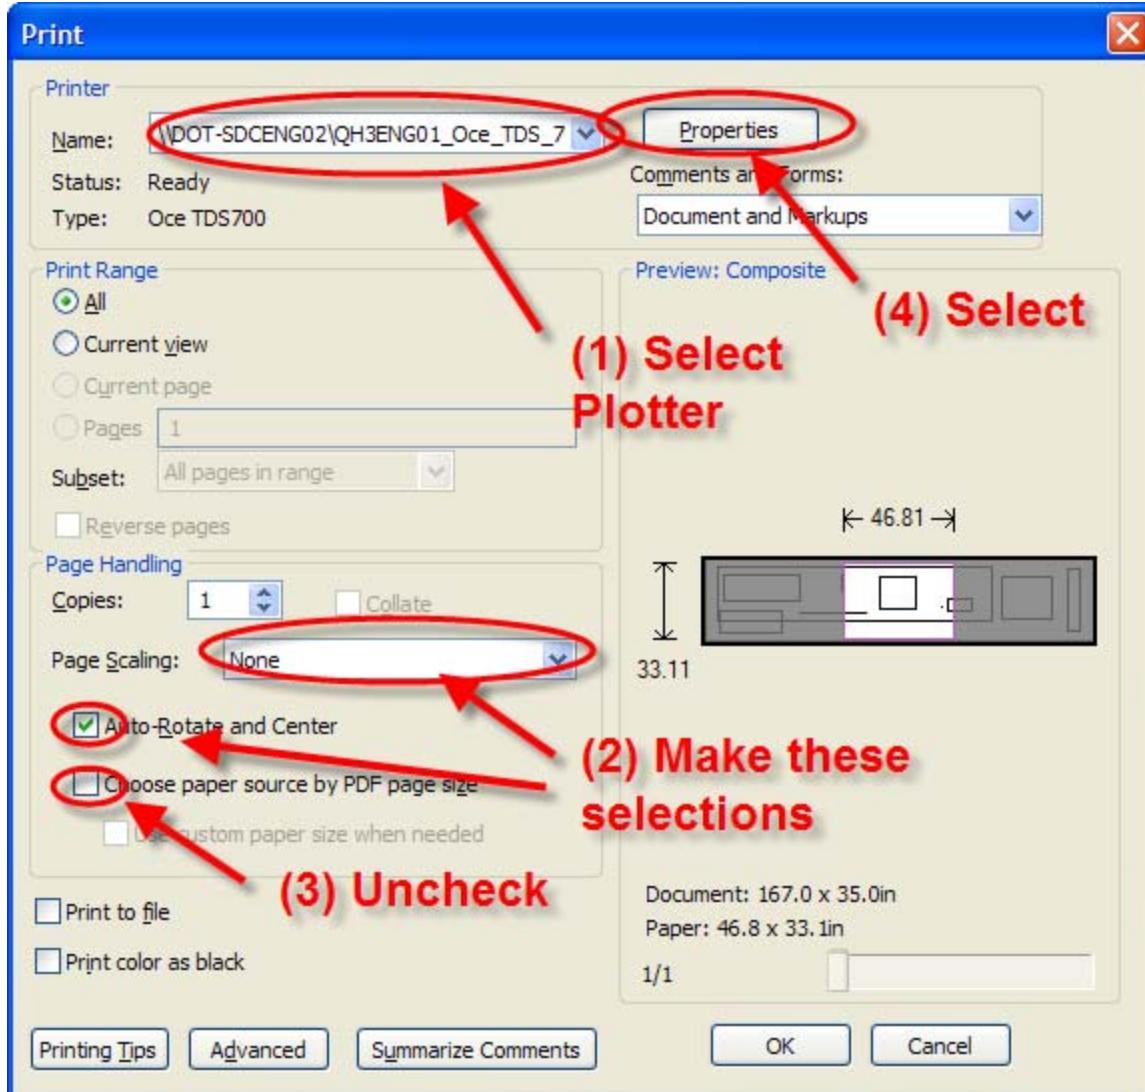 Print
Printer
Name: \\DOT-SDCENG02\QH3ENG01_Oce_TDS_7
Properties
Status: Ready
Comments and Forms:
Type: Oce TDS700
Document and Markups
Print Range
All
Current view
Current page
Pages 1
Subset: All pages in range
Reverse pages
Preview: Composite
(4) Select
(1) Select
Plotter
46.81
33.11
Page Handling
Copies: 1 Collate
Page Scaling: None
Auto-Rotate and Center
Choose paper source by PDF page size
Use custom paper size when needed
(2) Make these
selections
(3) Uncheck
Print to file
Print color as black
Document: 167.0 x 35.0in
Paper: 46.8 x 33.1in
1/1
Printing Tips Advanced Summarize Comments OK Cancel